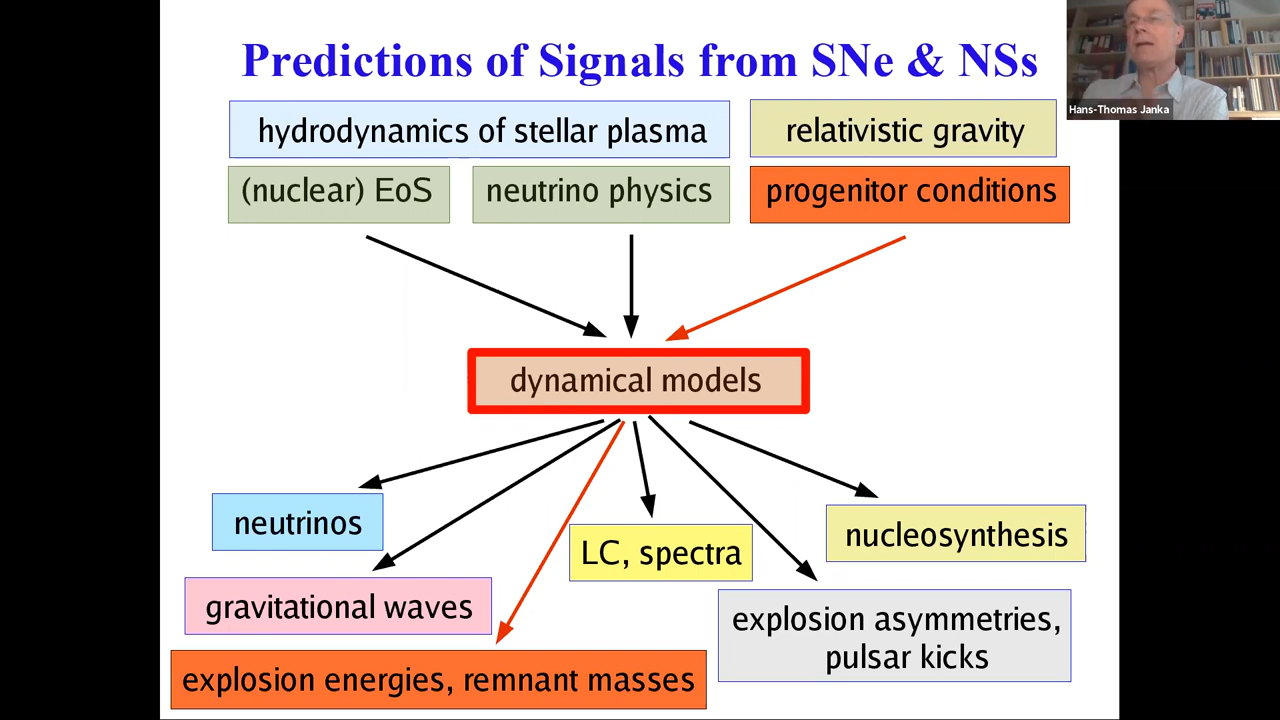 Predictions of Signals from SNe & NSs
Hans-Thomas Janka
hydrodynamics of stellar plasma
relativistic gravity
(nuclear) EoS
neutrino physics
progenitor conditions
dynamical models
neutrinos
LC, spectra
nucleosynthesis
gravitational waves
explosion asymmetries,
pulsar kicks
explosion energies, remnant masses